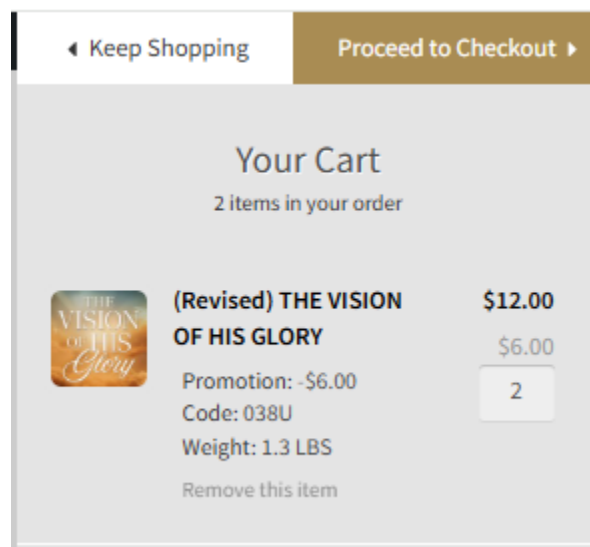 Keep Shopping
Proceed to Checkout
Your Cart
2 items in your order
THE
VISION
OF HIS
Glory
(Revised) THE VISION
OF HIS GLORY
$12.00
$6.00
2
Promotion: -$6.00
Code: 038U
Weight: 1.3 LBS
Remove this item